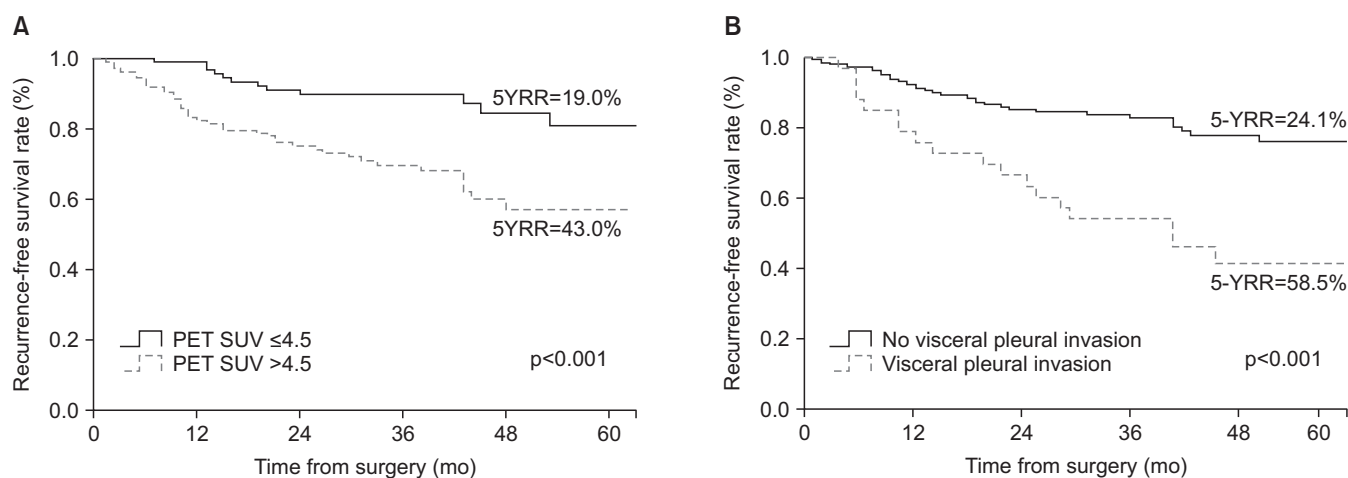 A
Recurrence-free survival rate (%)
1.0
0.8
0.6
0.4
0.2
0.0
5YRR=19.0%
5YRR=43.0%
PET SUV ≤4.5
PET SUV >4.5
p<0.001
0 12 24 36 48 60
Time from surgery (mo)
B
Recurrence-free survival rate (%)
1.0
0.8
0.6
0.4
0.2
0.0
5-YRR=24.1%
5-YRR=58.5%
No visceral pleural invasion
Visceral pleural invasion
p<0.001
0 12 24 36 48 60
Time from surgery (mo)